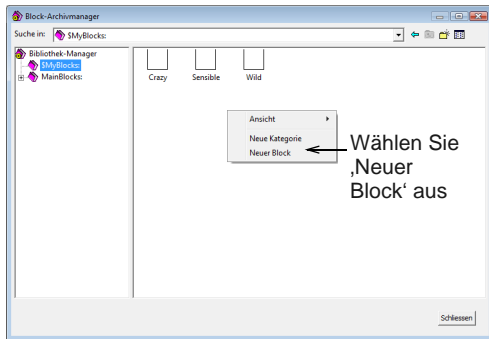 Block-Archivmanager
Suche in: $MyBlocks:
Bibliothek-Manager
$MyBlocks:
MainBlocks:
Crazy Sensible Wild
Ansicht
Neue Kategorie
Neuer Block
Wählen Sie
‚Neuer
Block‘ aus
Schliessen